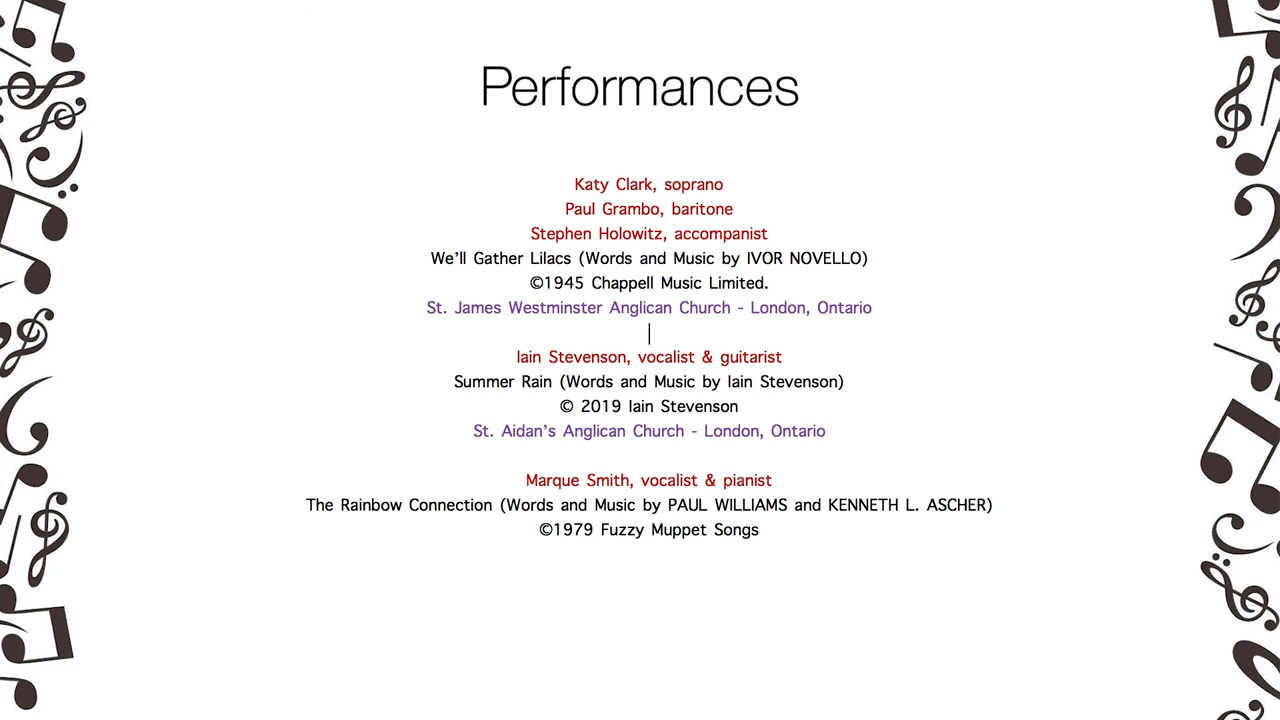 Performances
Katy Clark, soprano
Paul Grambo, baritone
Stephen Holowitz, accompanist
We’ll Gather Lilacs (Words and Music by IVOR NOVELLO)
©1945 Chappell Music Limited.
St. James Westminster Anglican Church - London, Ontario
Iain Stevenson, vocalist & guitarist
Summer Rain (Words and Music by Iain Stevenson)
© 2019 Iain Stevenson
St. Aidan’s Anglican Church - London, Ontario
Marque Smith, vocalist & pianist
The Rainbow Connection (Words and Music by PAUL WILLIAMS and KENNETH L. ASCHER)
©1979 Fuzzy Muppet Songs